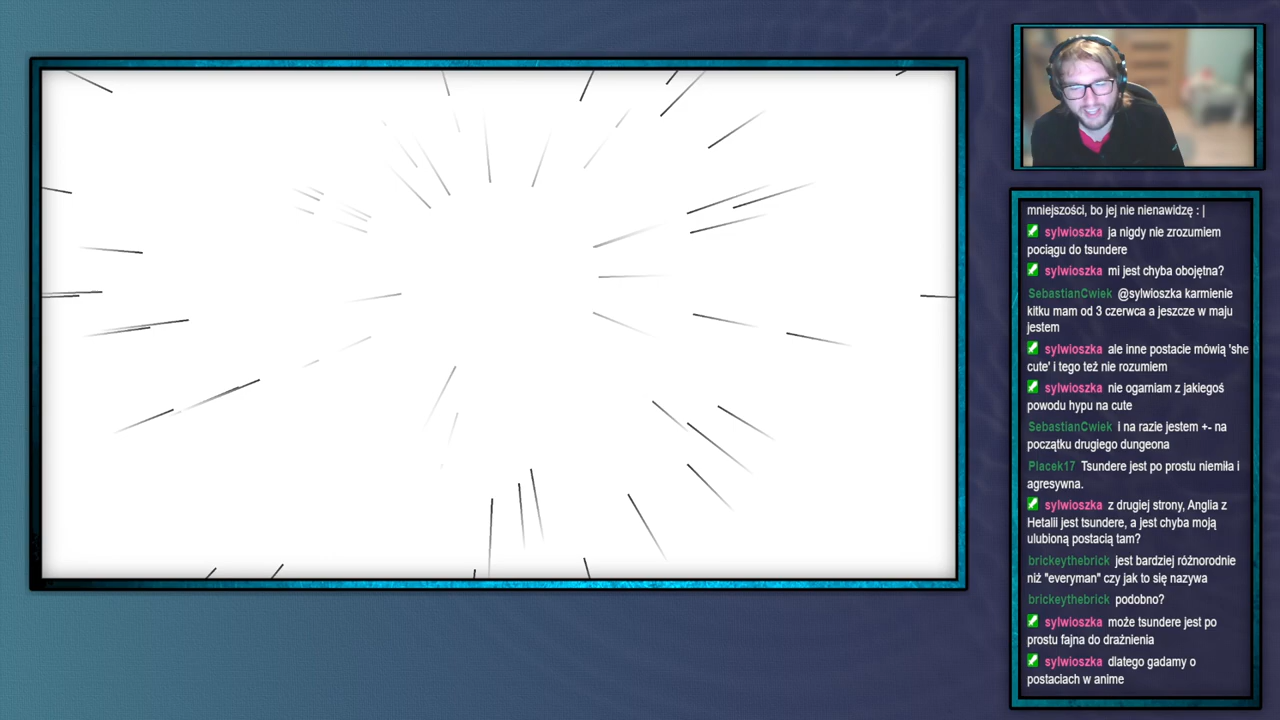 mniejszości, bo jej nie nienawidzę : |
sylwioszka ja nigdy nie zrozumiem
pociągu do tsundere
sylwioszka mi jest chyba obojętna?
SebastianCwiek @sylwioszka karmienie
kitku mam od 3 czerwca a jeszcze w maju
jestem
sylwioszka ale inne postacie mówią 'she
cute' i tego też nie rozumiem
sylwioszka nie ogarniam z jakiegoś
powodu hypu na cute
SebastianCwiek i na razie jestem +- na
początku drugiego dungeona
Placek17 Tsundere jest po prostu niemiła i
agresywna.
sylwioszka z drugiej strony, Anglia z
Hetalii jest tsundere, a jest chyba moją
ulubioną postacią tam?
brickeythebrick jest bardziej różnorodnie
niż "everyman" czy jak to się nazywa
brickeythebrick podobno?
sylwioszka może tsundere jest po
prostu fajna do drażnienia
sylwioszka dlatego gadamy o
postaciach w anime